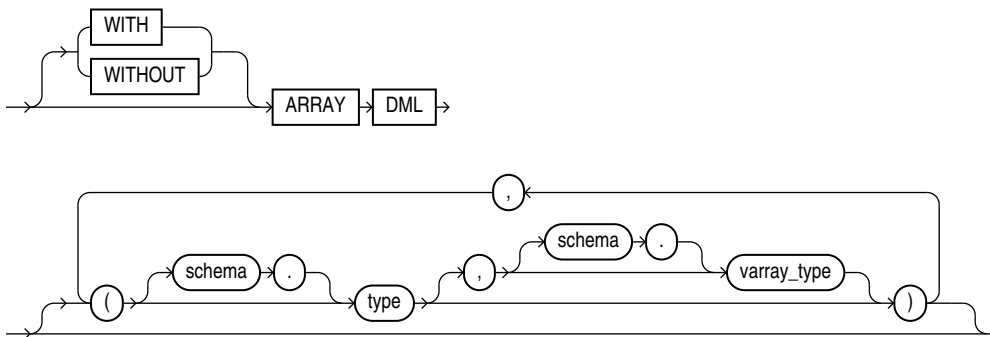 WITH
WITHOUT
ARRAY DML
,
schema .
schema . , varray_type
( type )